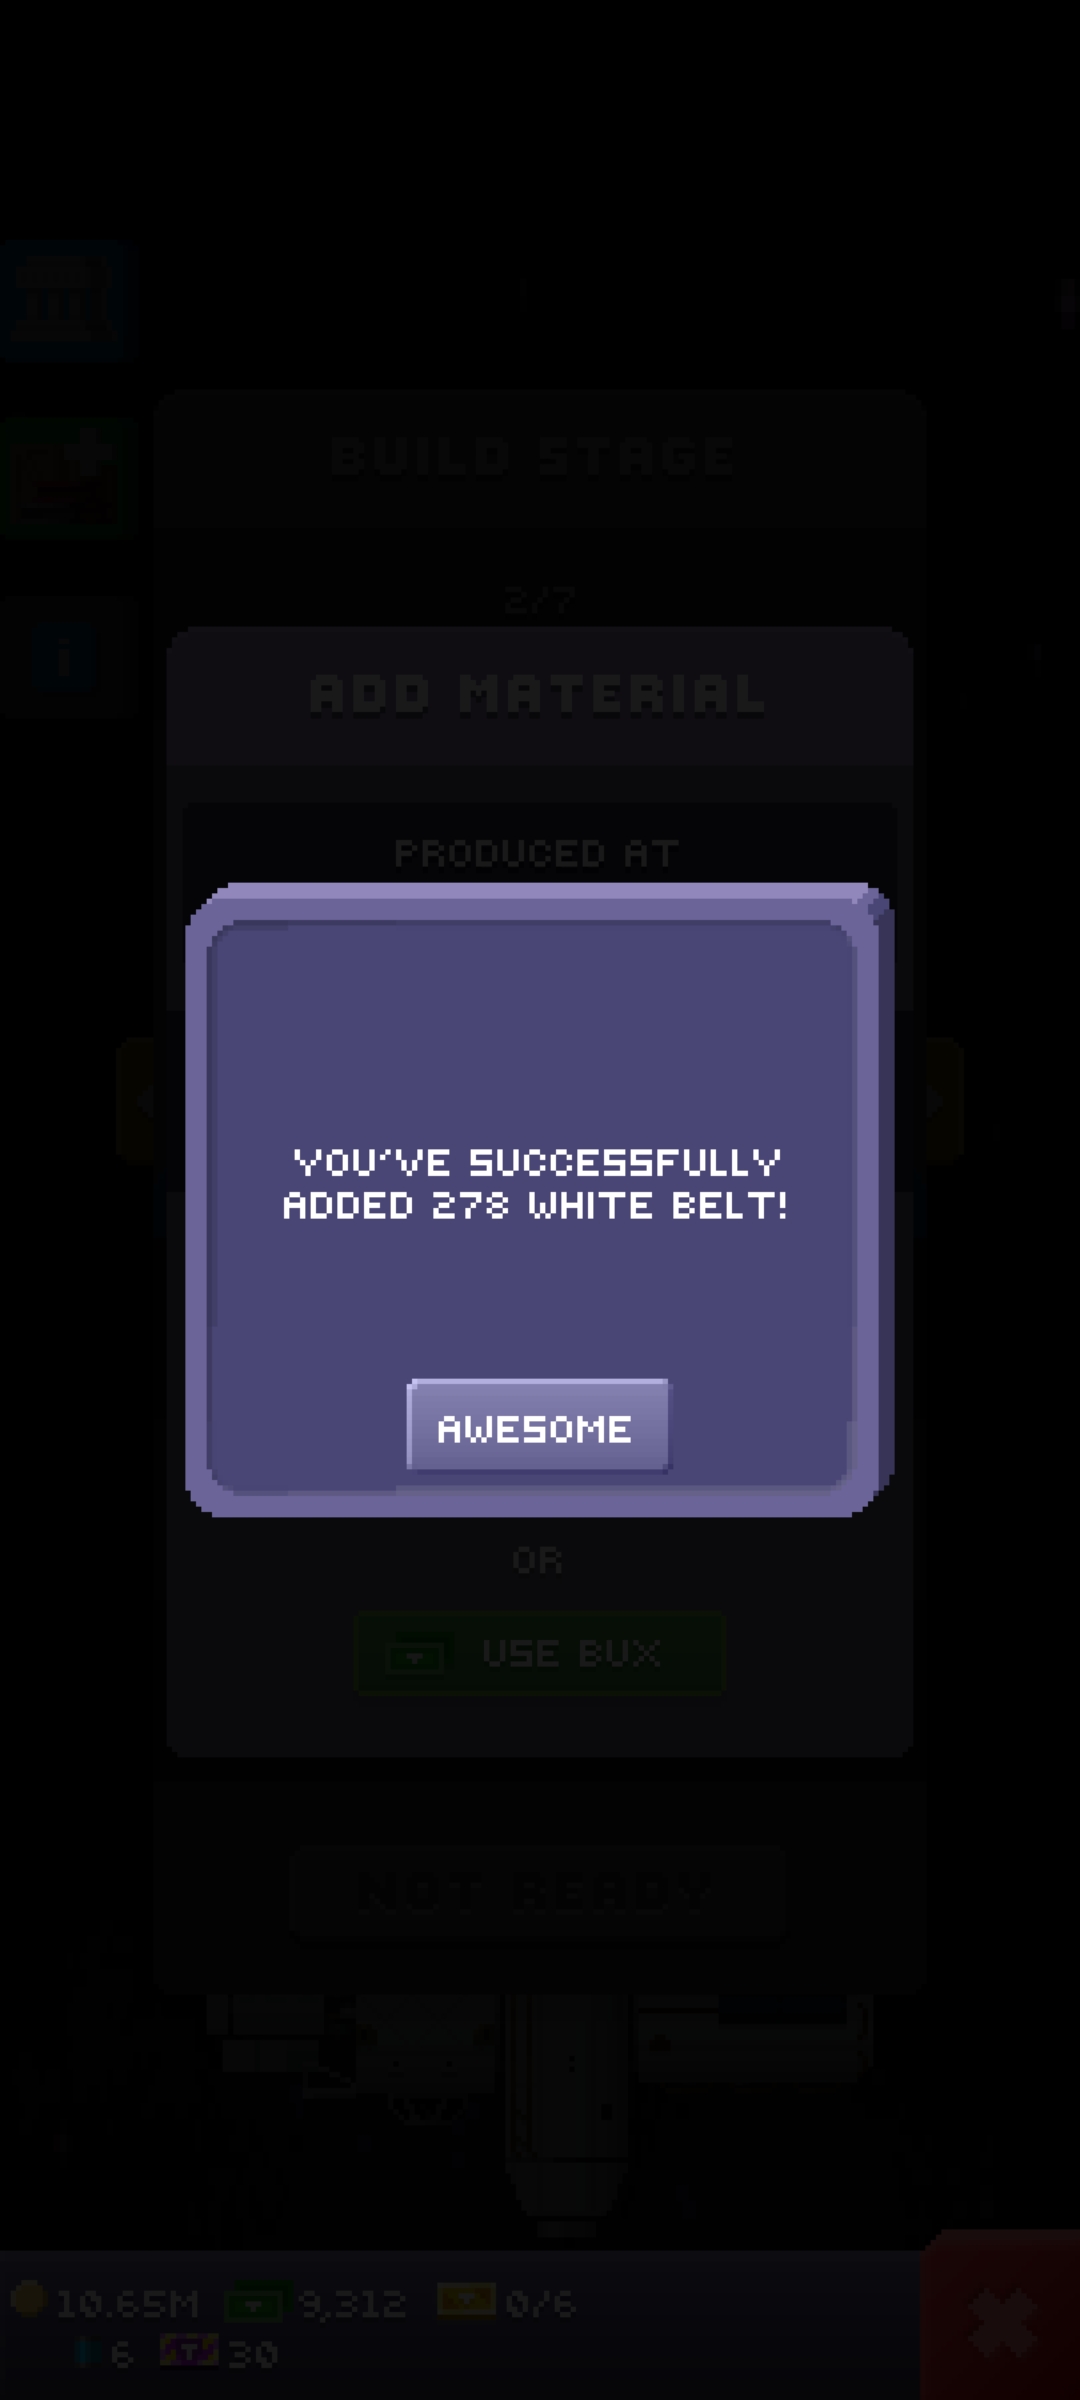 BUILD STAGE
2/7
ADD MATERIAL
PRODUCED AT
YOU'VE SUCCESSFULLY
ADDED 278 WHITE BELT!
AWESOME
OR
USE BUX
NOT READY
10.65M 9,312 0/6
6 30